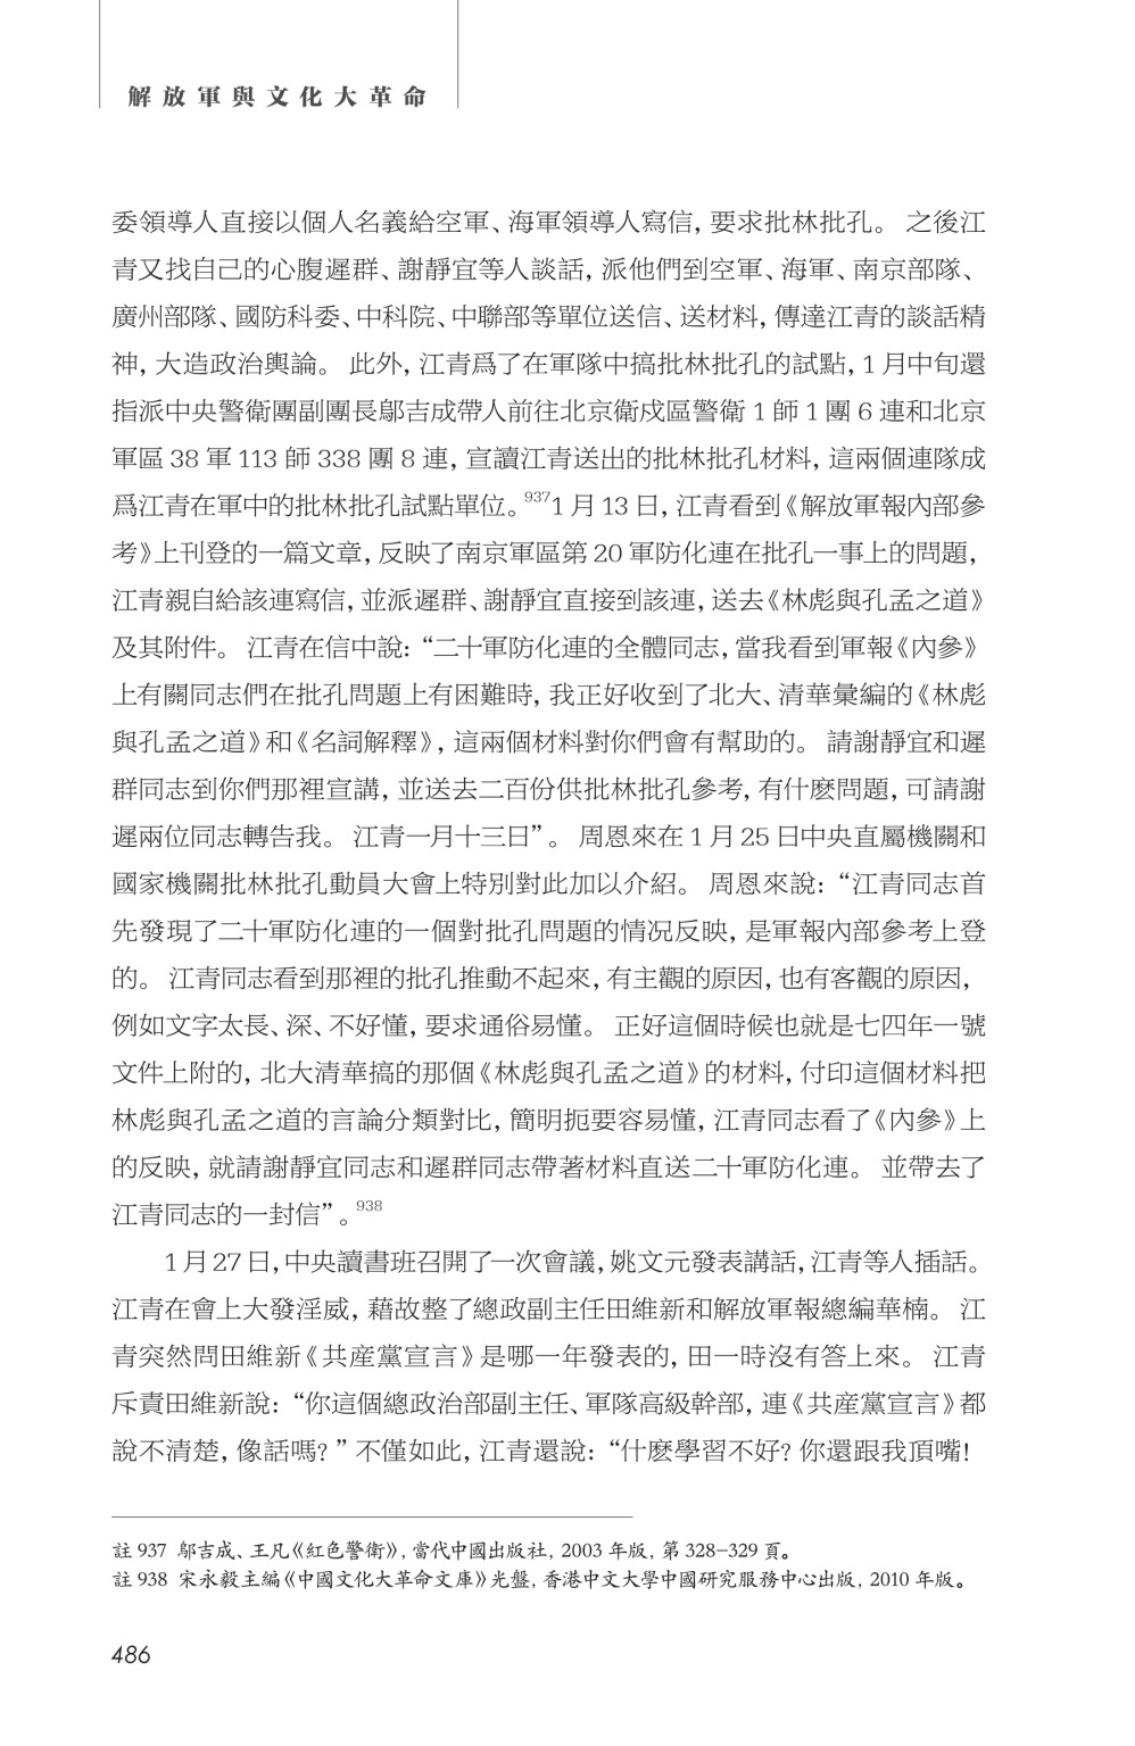 解放軍與文化大革命
委領導人直接以個人名義給空軍、海軍領導人寫信，要求批林批孔。之後江
青又找自己的心腹遲群、謝靜宜等人談話，派他們到空軍、海軍、南京部隊、
廣州部隊、國防科委、中科院、中聯部等單位送信、送材料，傳達江青的談話精
神，大造政治輿論。此外，江青爲了在軍隊中搞批林批孔的試點，1 月中旬還
指派中央警衛團副團長鄔吉成帶人前往北京衛戍區警衛 1 師 1 團 6 連和北京
軍區 38 軍 113 師 338 團 8 連，宣讀江青送出的批林批孔材料，這兩個連隊成
爲江青在軍中的批林批孔試點單位。937 1 月 13 日，江青看到《解放軍報內部參
考》上刊登的一篇文章，反映了南京軍區第 20 軍防化連在批孔一事上的問題，
江青親自給該連寫信，並派遲群、謝靜宜直接到該連，送去《林彪與孔孟之道》
及其附件。江青在信中說：“二十軍防化連的全體同志，當我看到軍報《內參》
上有關同志們在批孔問題上有困難時，我正好收到了北大、清華彙編的《林彪
與孔孟之道》和《名詞解釋》，這兩個材料對你們會有幫助的。請謝靜宜和遲
群同志到你們那裡宣講，並送去二百份供批林批孔參考，有什麽問題，可請謝
遲兩位同志轉告我。江青一月十三日”。周恩來在 1 月 25 日中央直屬機關和
國家機關批林批孔動員大會上特別對此加以介紹。周恩來說：“江青同志首
先發現了二十軍防化連的一個對批孔問題的情況反映，是軍報內部參考上登
的。江青同志看到那裡的批孔推動不起來，有主觀的原因，也有客觀的原因，
例如文字太長、深、不好懂，要求通俗易懂。正好這個時候也就是七四年一號
文件上附的，北大清華搞的那個《林彪與孔孟之道》的材料，付印這個材料把
林彪與孔孟之道的言論分類對比，簡明扼要容易懂，江青同志看了《內參》上
的反映，就請謝靜宜同志和遲群同志帶著材料直送二十軍防化連。並帶去了
江青同志的一封信”。938
1 月 27 日，中央讀書班召開了一次會議，姚文元發表講話，江青等人插話。
江青在會上大發淫威，藉故整了總政副主任田維新和解放軍報總編華楠。江
青突然問田維新《共産黨宣言》是哪一年發表的，田一時沒有答上來。江青
斥責田維新說：“你這個總政治部副主任、軍隊高級幹部，連《共産黨宣言》都
說不清楚，像話嗎？”不僅如此，江青還說：“什麽學習不好？你還跟我頂嘴！
註 937 鄔吉成、王凡《紅色警衛》，當代中國出版社，2003 年版，第 328–329 頁。
註 938 宋永毅主編《中國文化大革命文庫》光盤，香港中文大學中國研究服務中心出版，2010 年版。
486